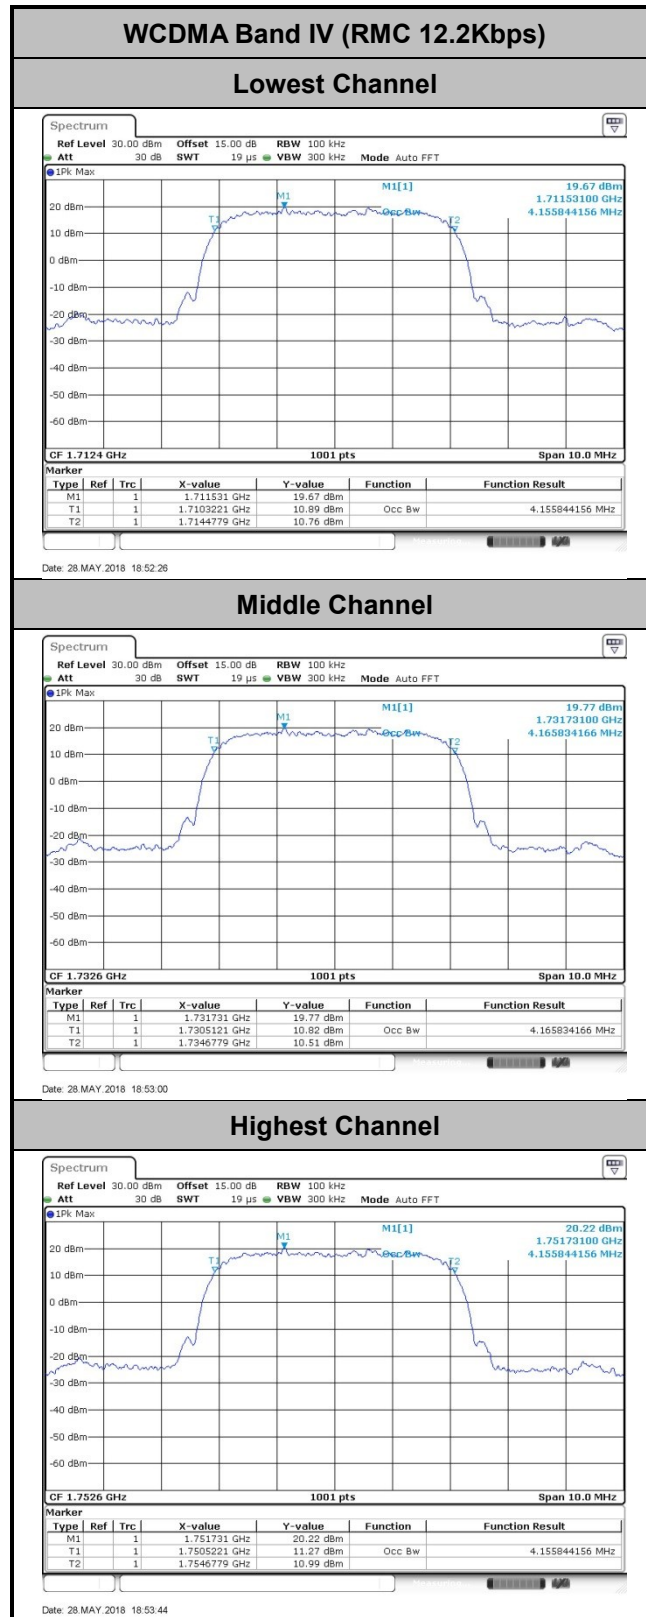 WCDMA Band IV (RMC 12.2Kbps)
Lowest Channel
Spectrum
Ref Level 30.00 dBm Offset 15.00 dB RBW 100 kHz
Att 30 dB SWT 19 µs VBW 300 kHz Mode Auto FFT
1Pk Max
M1[1] 19.67 dBm
1.71153100 GHz
Occ Bw 4.155844156 MHz
M1
T1
T2
20 dBm
10 dBm
0 dBm
-10 dBm
-20 dBm
-30 dBm
-40 dBm
-50 dBm
-60 dBm
CF 1.7124 GHz 1001 pts Span 10.0 MHz
Marker
Type Ref Trc X-value Y-value Function Function Result
M1 1 1.711531 GHz 19.67 dBm
T1 1 1.7103221 GHz 10.89 dBm Occ Bw 4.155844156 MHz
T2 1 1.7144779 GHz 10.76 dBm
Date: 28.MAY.2018 18:52:26
Middle Channel
Spectrum
Ref Level 30.00 dBm Offset 15.00 dB RBW 100 kHz
Att 30 dB SWT 19 µs VBW 300 kHz Mode Auto FFT
1Pk Max
M1[1] 19.77 dBm
1.73173100 GHz
Occ Bw 4.165834166 MHz
M1
T1
T2
20 dBm
10 dBm
0 dBm
-10 dBm
-20 dBm
-30 dBm
-40 dBm
-50 dBm
-60 dBm
CF 1.7326 GHz 1001 pts Span 10.0 MHz
Marker
Type Ref Trc X-value Y-value Function Function Result
M1 1 1.731731 GHz 19.77 dBm
T1 1 1.7305121 GHz 10.82 dBm Occ Bw 4.165834166 MHz
T2 1 1.7346779 GHz 10.51 dBm
Date: 28.MAY.2018 18:53:00
Highest Channel
Spectrum
Ref Level 30.00 dBm Offset 15.00 dB RBW 100 kHz
Att 30 dB SWT 19 µs VBW 300 kHz Mode Auto FFT
1Pk Max
M1[1] 20.22 dBm
1.75173100 GHz
Occ Bw 4.155844156 MHz
M1
T1
T2
20 dBm
10 dBm
0 dBm
-10 dBm
-20 dBm
-30 dBm
-40 dBm
-50 dBm
-60 dBm
CF 1.7526 GHz 1001 pts Span 10.0 MHz
Marker
Type Ref Trc X-value Y-value Function Function Result
M1 1 1.751731 GHz 20.22 dBm
T1 1 1.7505221 GHz 11.27 dBm Occ Bw 4.155844156 MHz
T2 1 1.7546779 GHz 10.99 dBm
Date: 28.MAY.2018 18:53:44